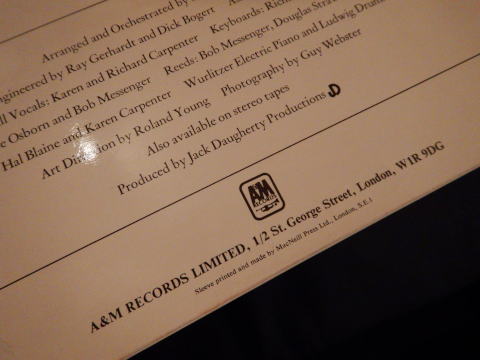 Arranged and Orchestrated by
Engineered by Ray Gerhardt and Dick Bogert
All Vocals: Karen and Richard Carpenter Keyboards:
Osborn and Bob Messenger Reeds: Bob Messenger, Douglas
Hal Blaine and Karen Carpenter Wurlitzer Electric Piano and Ludwig
Art Direction by Roland Young Photography by Guy Webster
Also available on stereo tapes
Produced by Jack Daugherty Productions
A&M RECORDS
A&M RECORDS LIMITED, 1/2 St. George Street, London, W1R 9DG
Sleeve printed and made by MacNeill Press Ltd., London, S.E.1